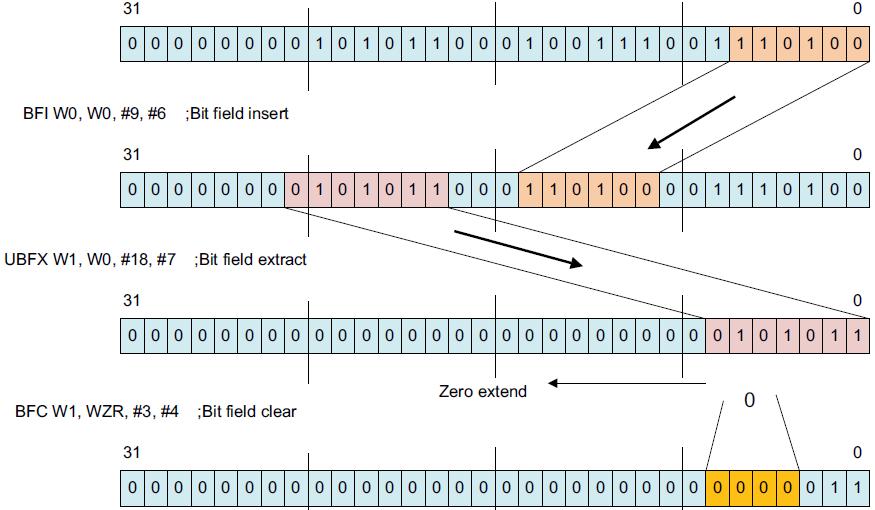 31 0
0 0 0 0 0 0 0 0 1 0 1 0 1 1 0 0 0 1 0 0 1 1 1 0 0 1 1 1 0 1 0 0
BFI W0, W0, #9, #6 ;Bit field insert
31 0
0 0 0 0 0 0 0 0 1 0 1 0 1 1 0 0 0 1 1 0 1 0 0 0 0 1 1 1 0 1 0 0
UBFX W1, W0, #18, #7 ;Bit field extract
31 0
0 0 0 0 0 0 0 0 0 0 0 0 0 0 0 0 0 0 0 0 0 0 0 0 0 0 1 0 1 0 1 1
Zero extend
0
BFC W1, WZR, #3, #4 ;Bit field clear
31 0
0 0 0 0 0 0 0 0 0 0 0 0 0 0 0 0 0 0 0 0 0 0 0 0 0 0 0 0 0 0 1 1